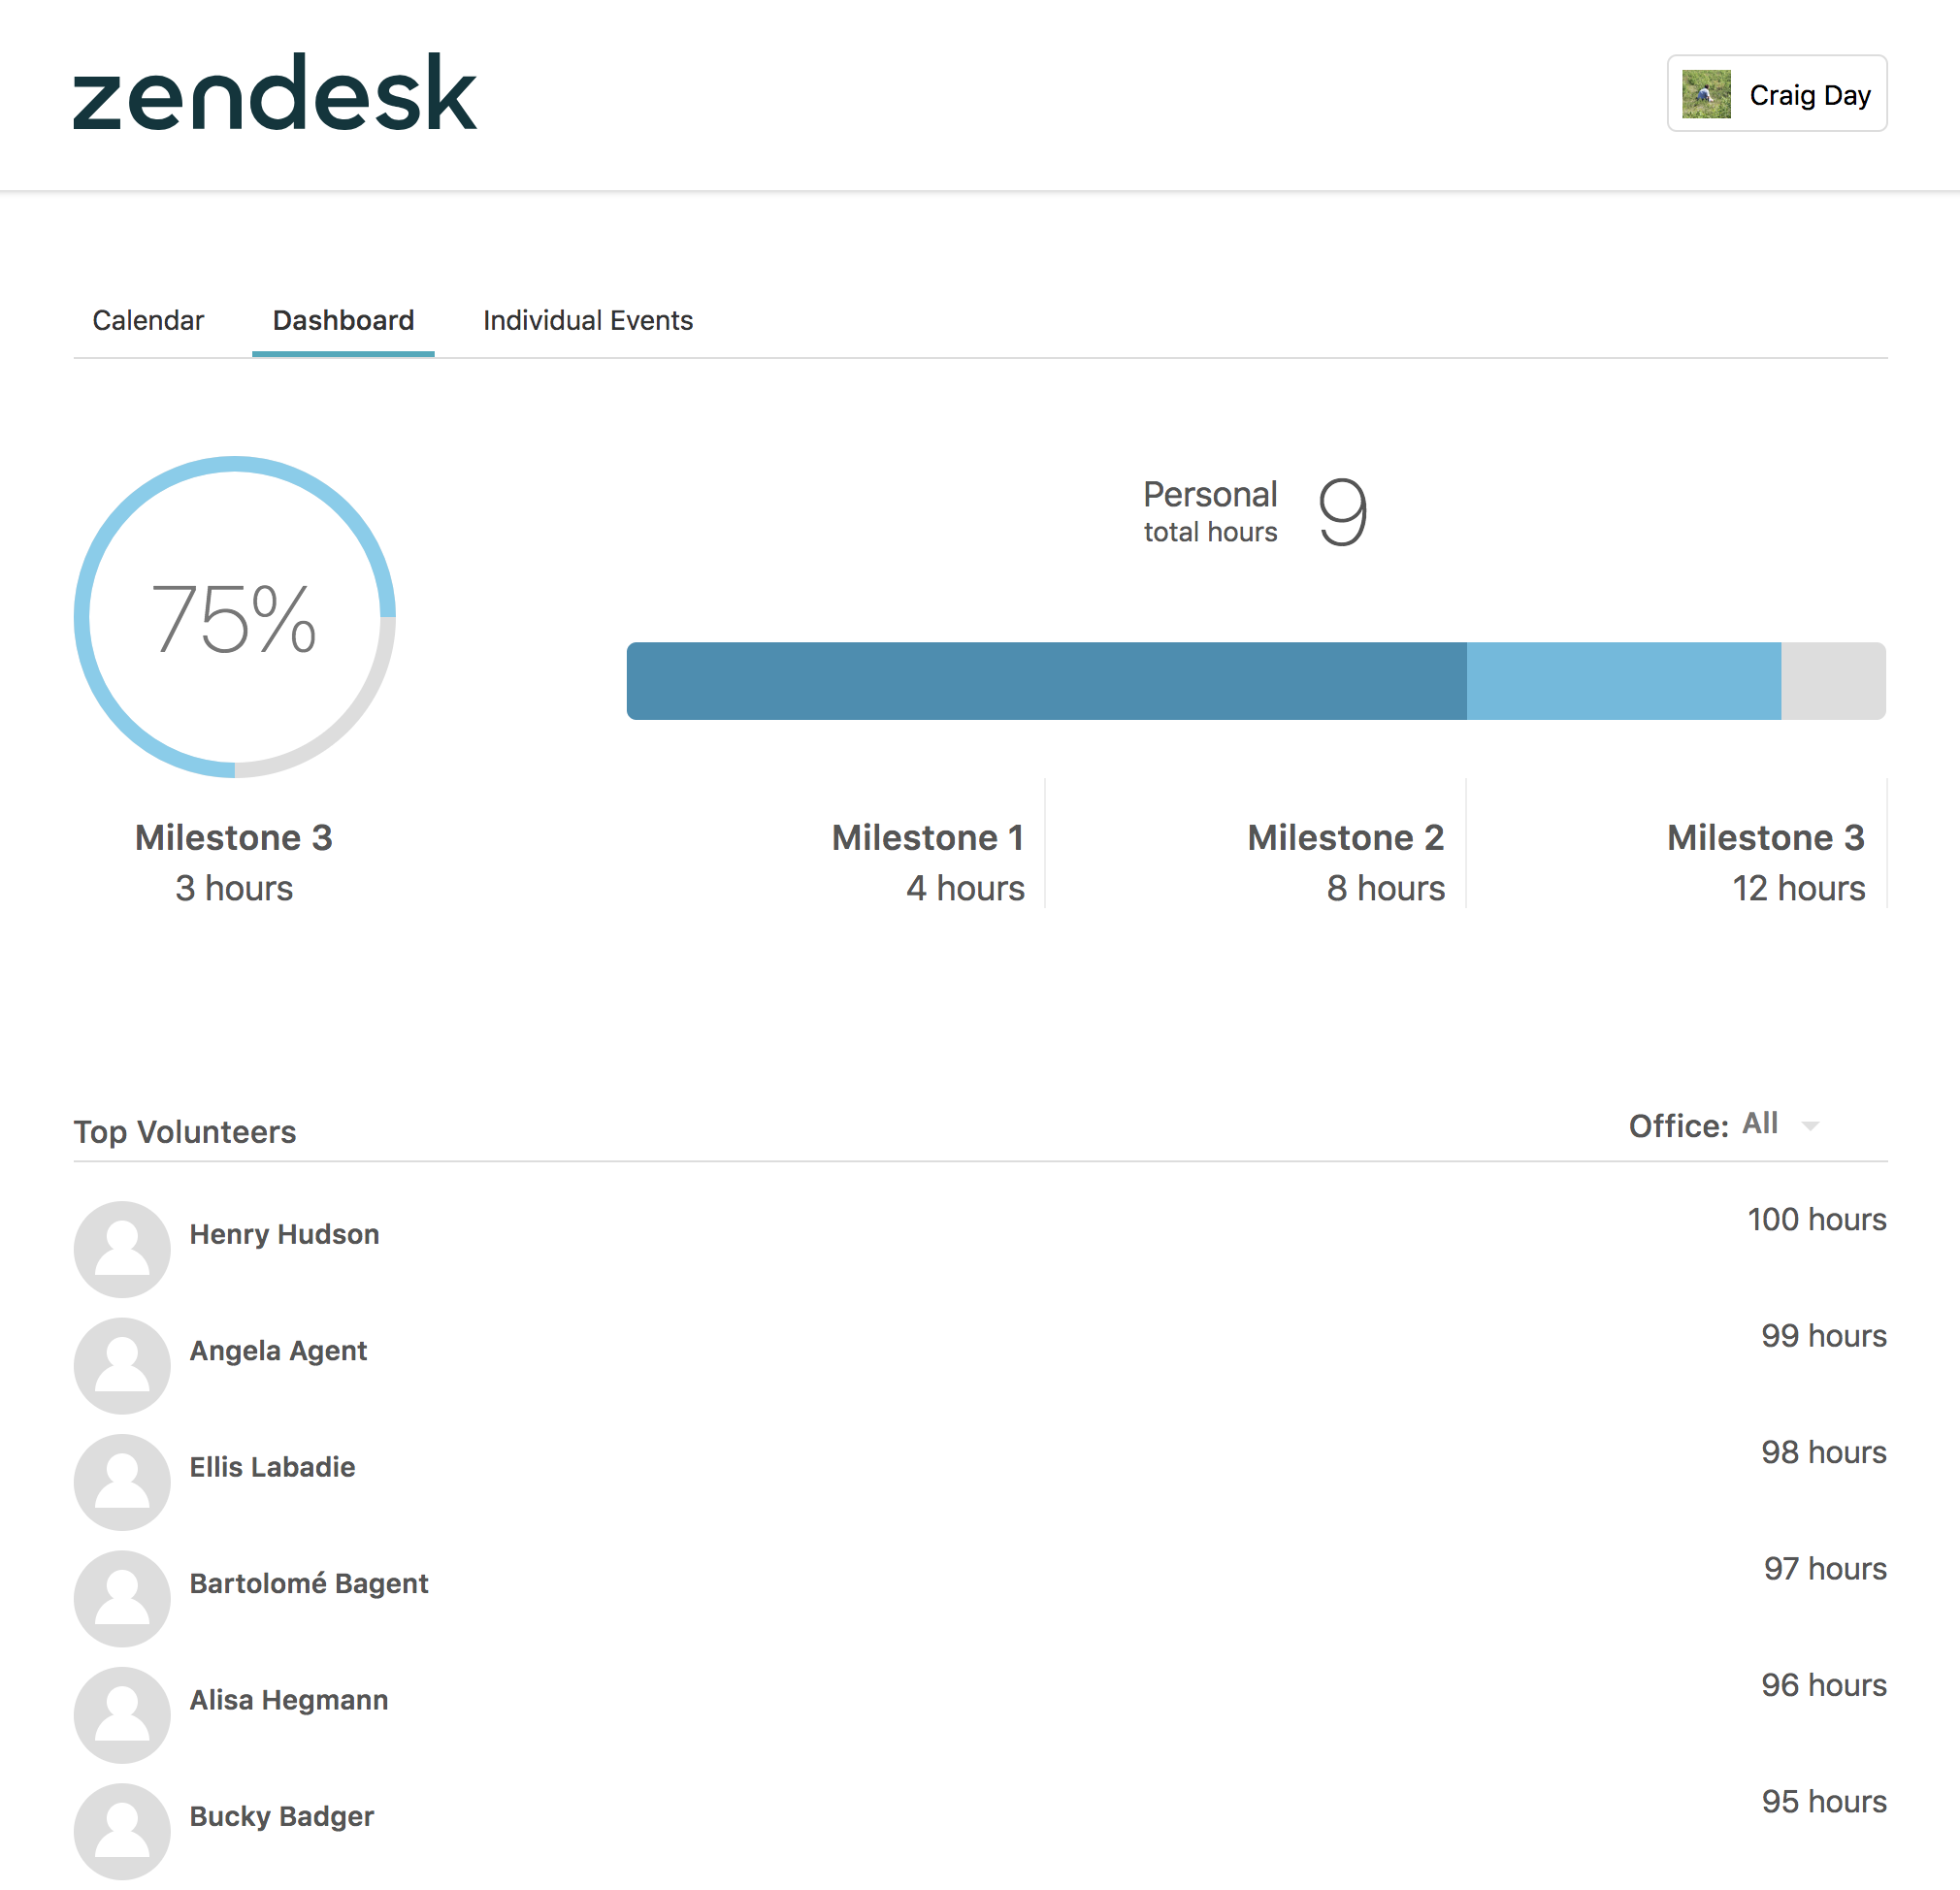 zendesk
Craig Day
Calendar Dashboard Individual Events
Personal
total hours 9
75%
Milestone 3
3 hours
Milestone 1
4 hours
Milestone 2
8 hours
Milestone 3
12 hours
Top Volunteers
Office: All
Henry Hudson 100 hours
Angela Agent 99 hours
Ellis Labadie 98 hours
Bartolomé Bagent 97 hours
Alisa Hegmann 96 hours
Bucky Badger 95 hours